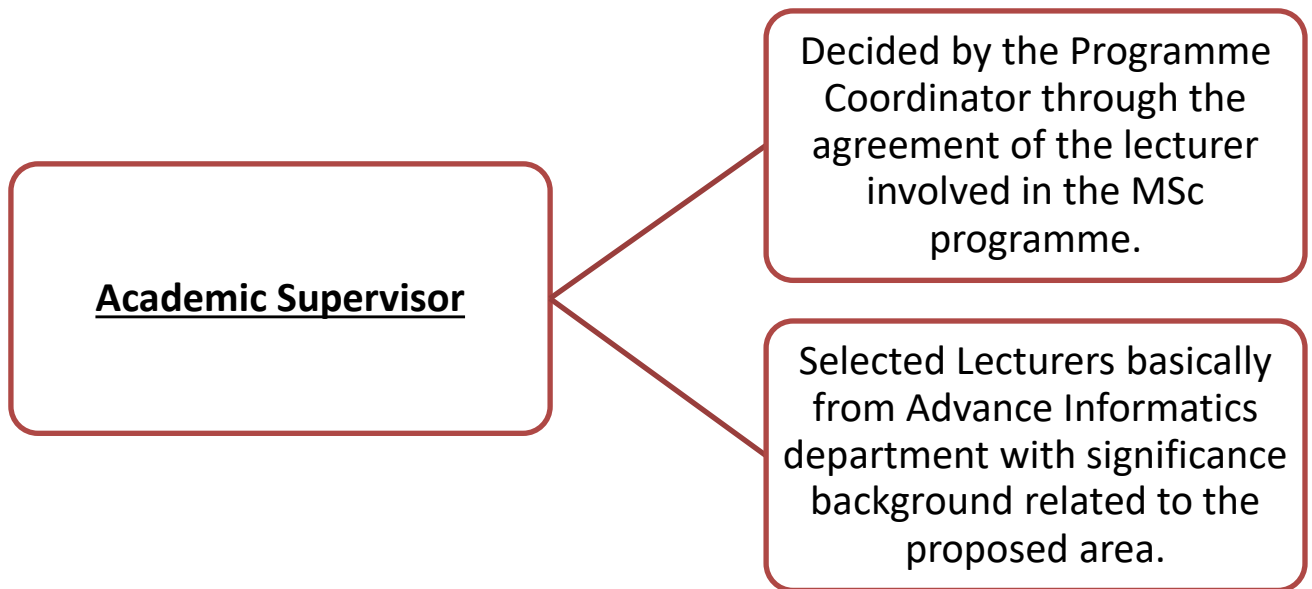 Academic Supervisor
Decided by the Programme
Coordinator through the
agreement of the lecturer
involved in the MSc
programme.
Selected Lecturers basically
from Advance Informatics
department with significance
background related to the
proposed area.